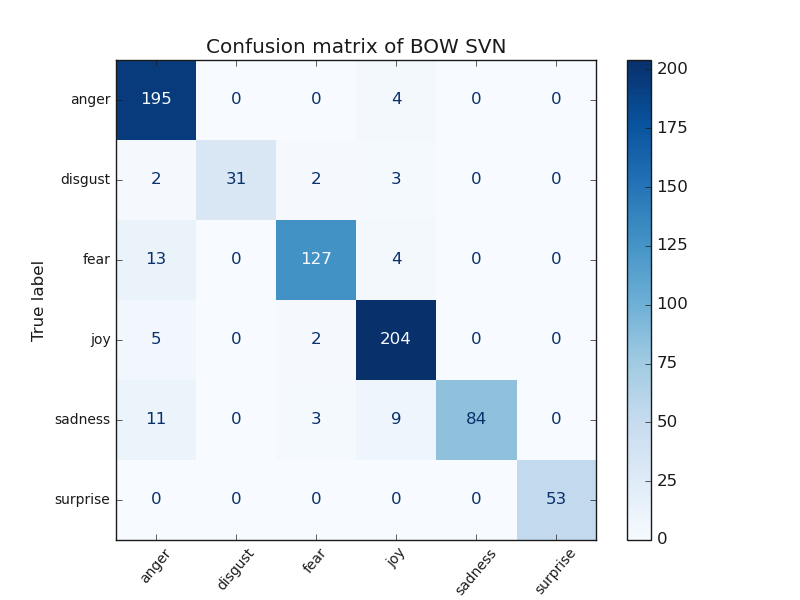 Confusion matrix of BOW SVN
True label
anger 195 0 0 4 0 0
disgust 2 31 2 3 0 0
fear 13 0 127 4 0 0
joy 5 0 2 204 0 0
sadness 11 0 3 9 84 0
surprise 0 0 0 0 0 53
anger disgust fear joy sadness surprise
200
175
150
125
100
75
50
25
0